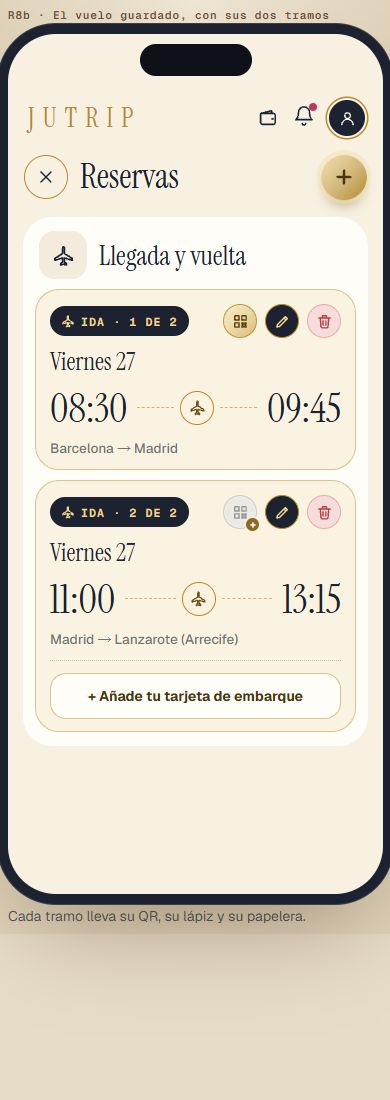 R8b · El vuelo guardado, con sus dos tramos
JUTRIP
Reservas
Llegada y vuelta
IDA · 1 DE 2
Viernes 27
08:30
09:45
Barcelona → Madrid
IDA · 2 DE 2
Viernes 27
11:00
13:15
Madrid → Lanzarote (Arrecife)
+ Añade tu tarjeta de embarque
Cada tramo lleva su QR, su lápiz y su papelera.